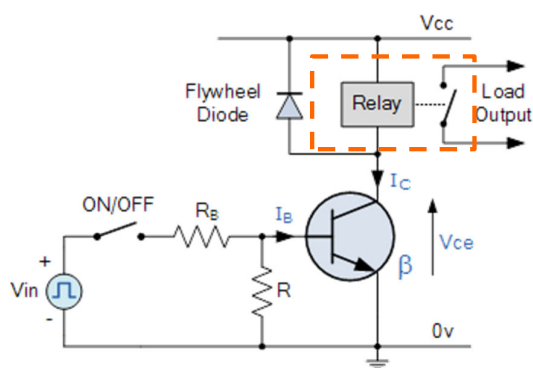 Vcc
Flywheel
Diode
Relay
Load
Output
ON/OFF
RB
IB
IC
Vce
β
+
Vin
-
R
0v